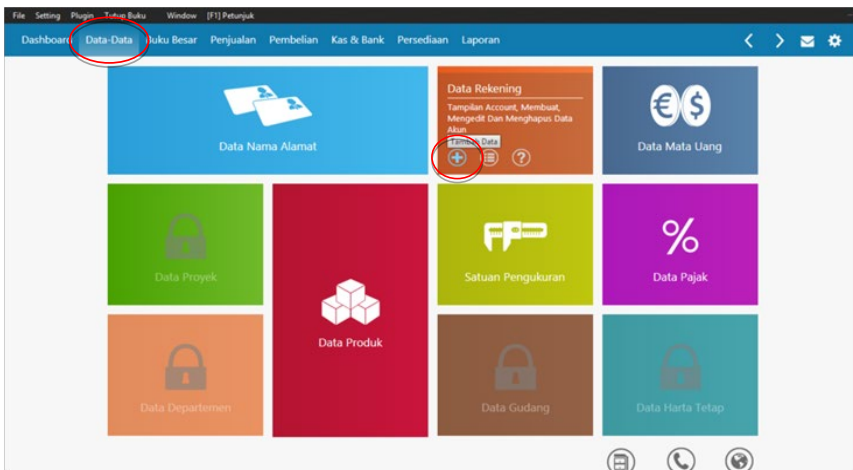 File Setting Plugin Tutup Buku Window [F1] Petunjuk
Dashboard Data-Data Buku Besar Penjualan Pembelian Kas & Bank Persediaan Laporan
Data Nama Alamat
Data Rekening
Tampilan Account, Membuat,
Mengedit Dan Menghapus Data
Akun
Tambah Data
Data Mata Uang
Data Proyek
Data Produk
Satuan Pengukuran
Data Pajak
Data Departemen
Data Gudang
Data Harta Tetap